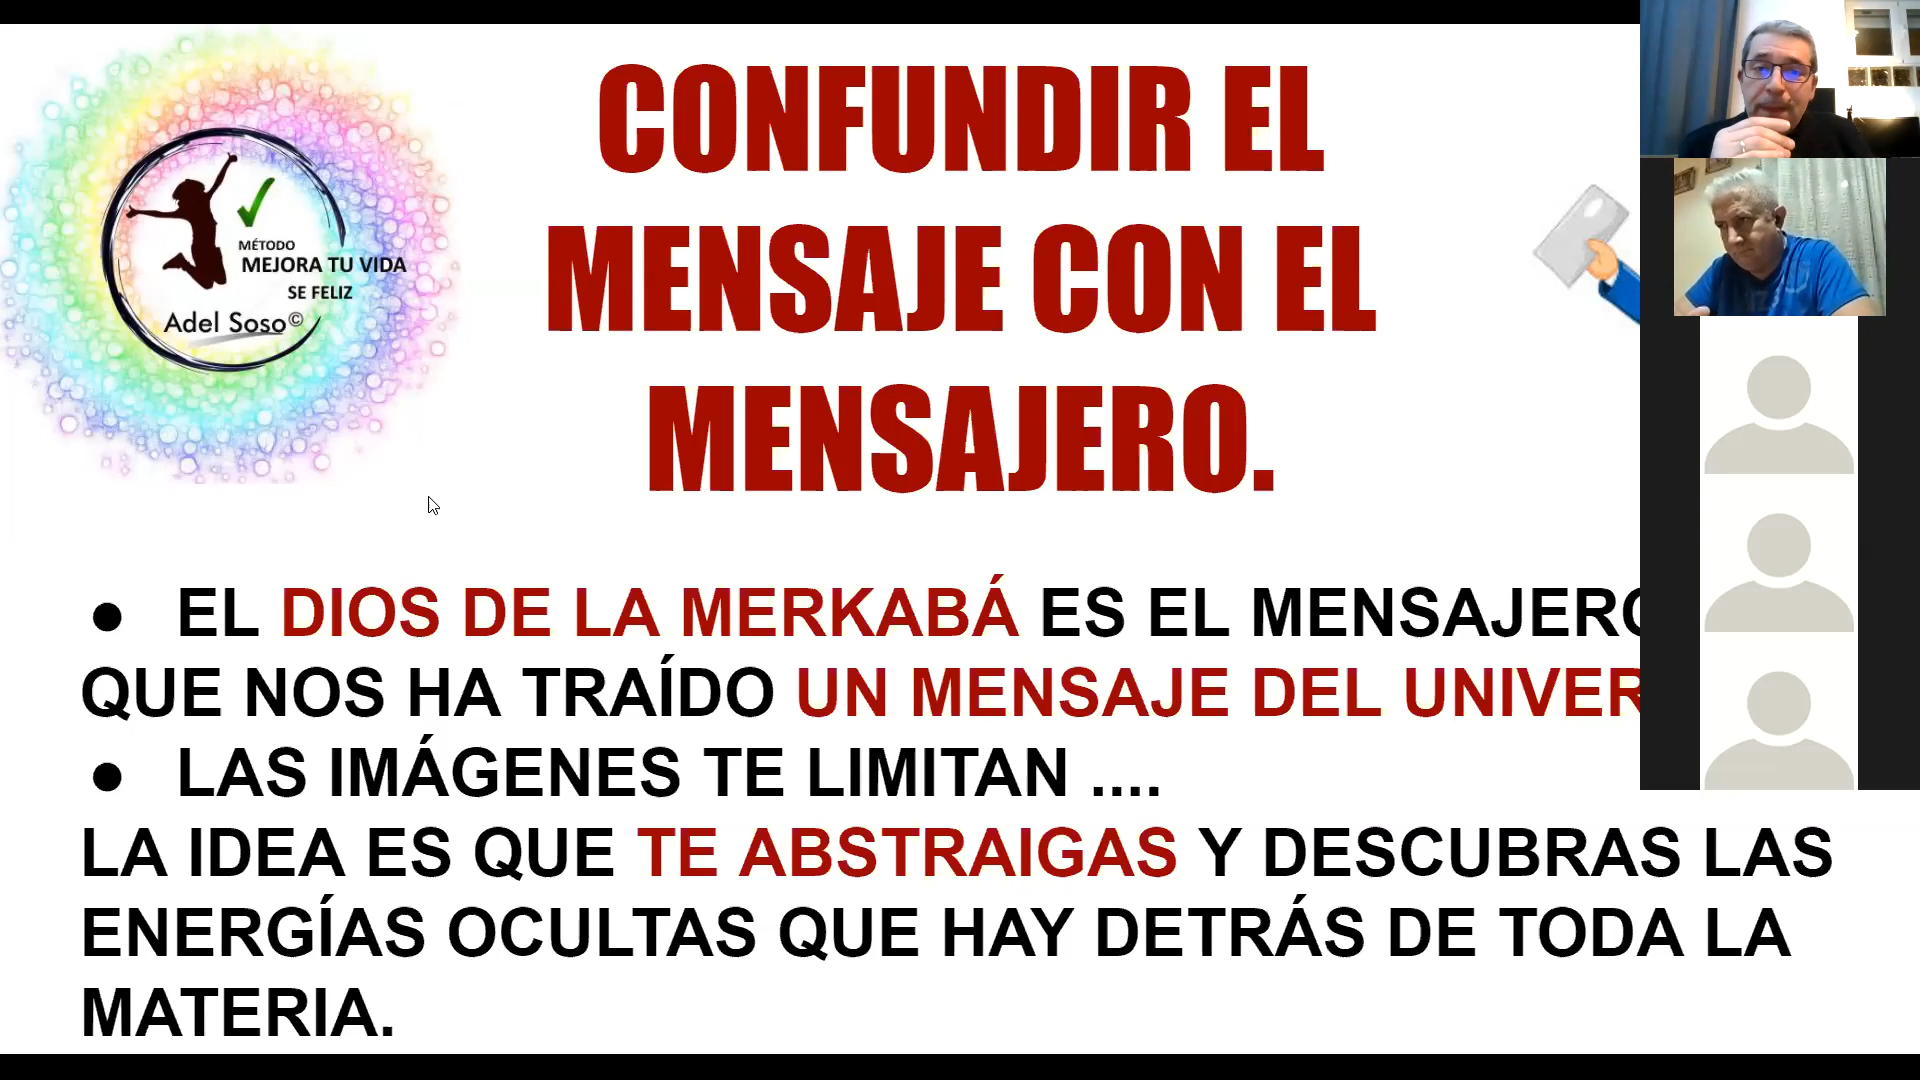 CONFUNDIR EL
MENSAJE CON EL
MENSAJERO.
MÉTODO
MEJORA TU VIDA
SE FELIZ
Adel Soso©
● EL DIOS DE LA MERKABÁ ES EL MENSAJERO
QUE NOS HA TRAÍDO UN MENSAJE DEL UNIVER
● LAS IMÁGENES TE LIMITAN ....
LA IDEA ES QUE TE ABSTRAIGAS Y DESCUBRAS LAS
ENERGÍAS OCULTAS QUE HAY DETRÁS DE TODA LA
MATERIA.